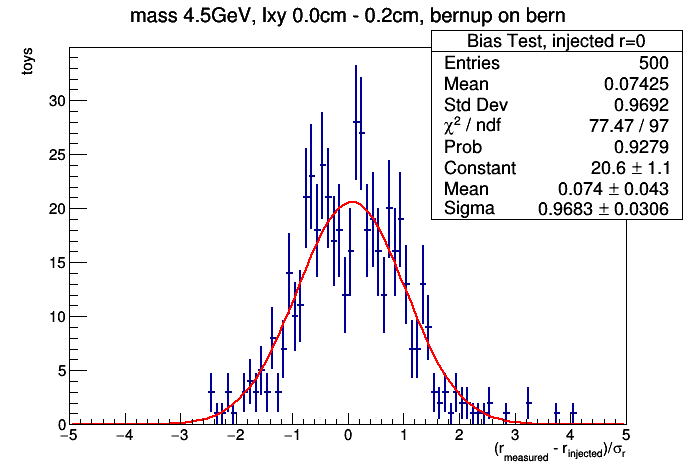 mass 4.5GeV, lxy 0.0cm - 0.2cm, bernup on bern
toys
Bias Test, injected r=0
Entries 500
Mean 0.07425
Std Dev 0.9692
χ² / ndf 77.47 / 97
Prob 0.9279
Constant 20.6 ± 1.1
Mean 0.074 ± 0.043
Sigma 0.9683 ± 0.0306
30
25
20
15
10
5
0
−5 −4 −3 −2 −1 0 1 2 3 4 5
(r_measured - r_injected)/σ_r